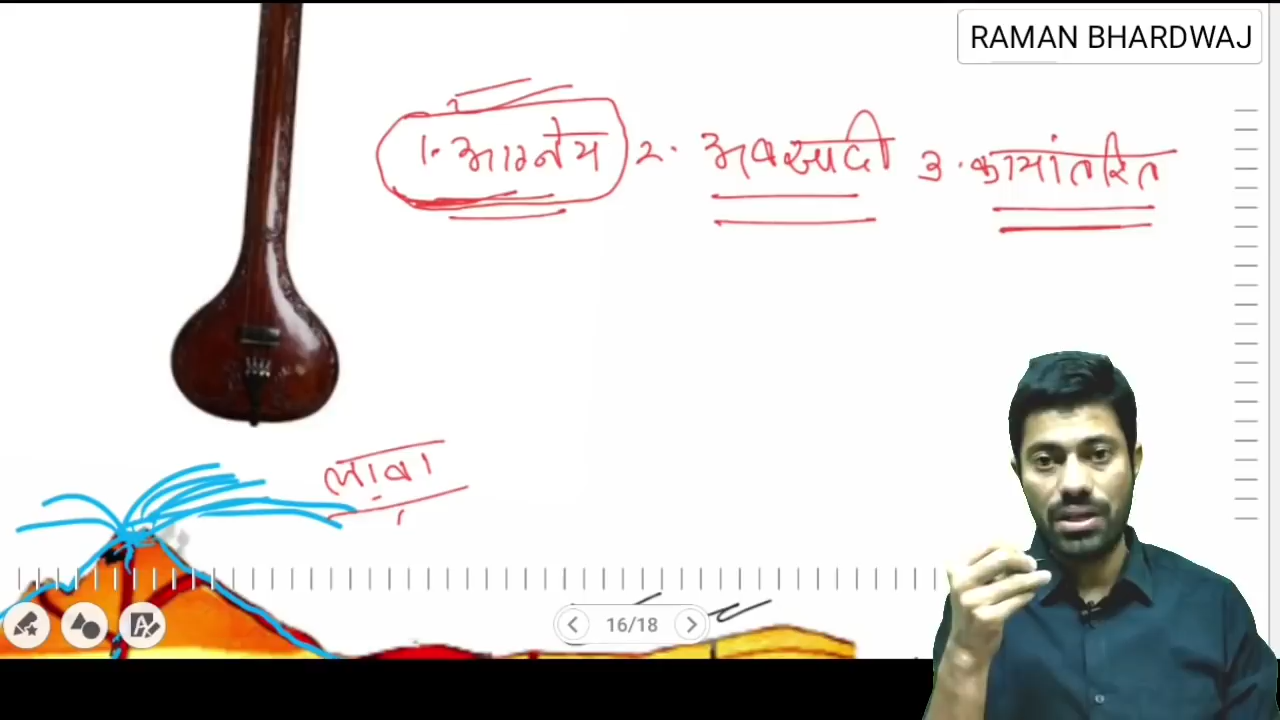 RAMAN BHARDWAJ
1. आग्नेय 2. अवसादी 3. कायांतरित
लावा
16/18